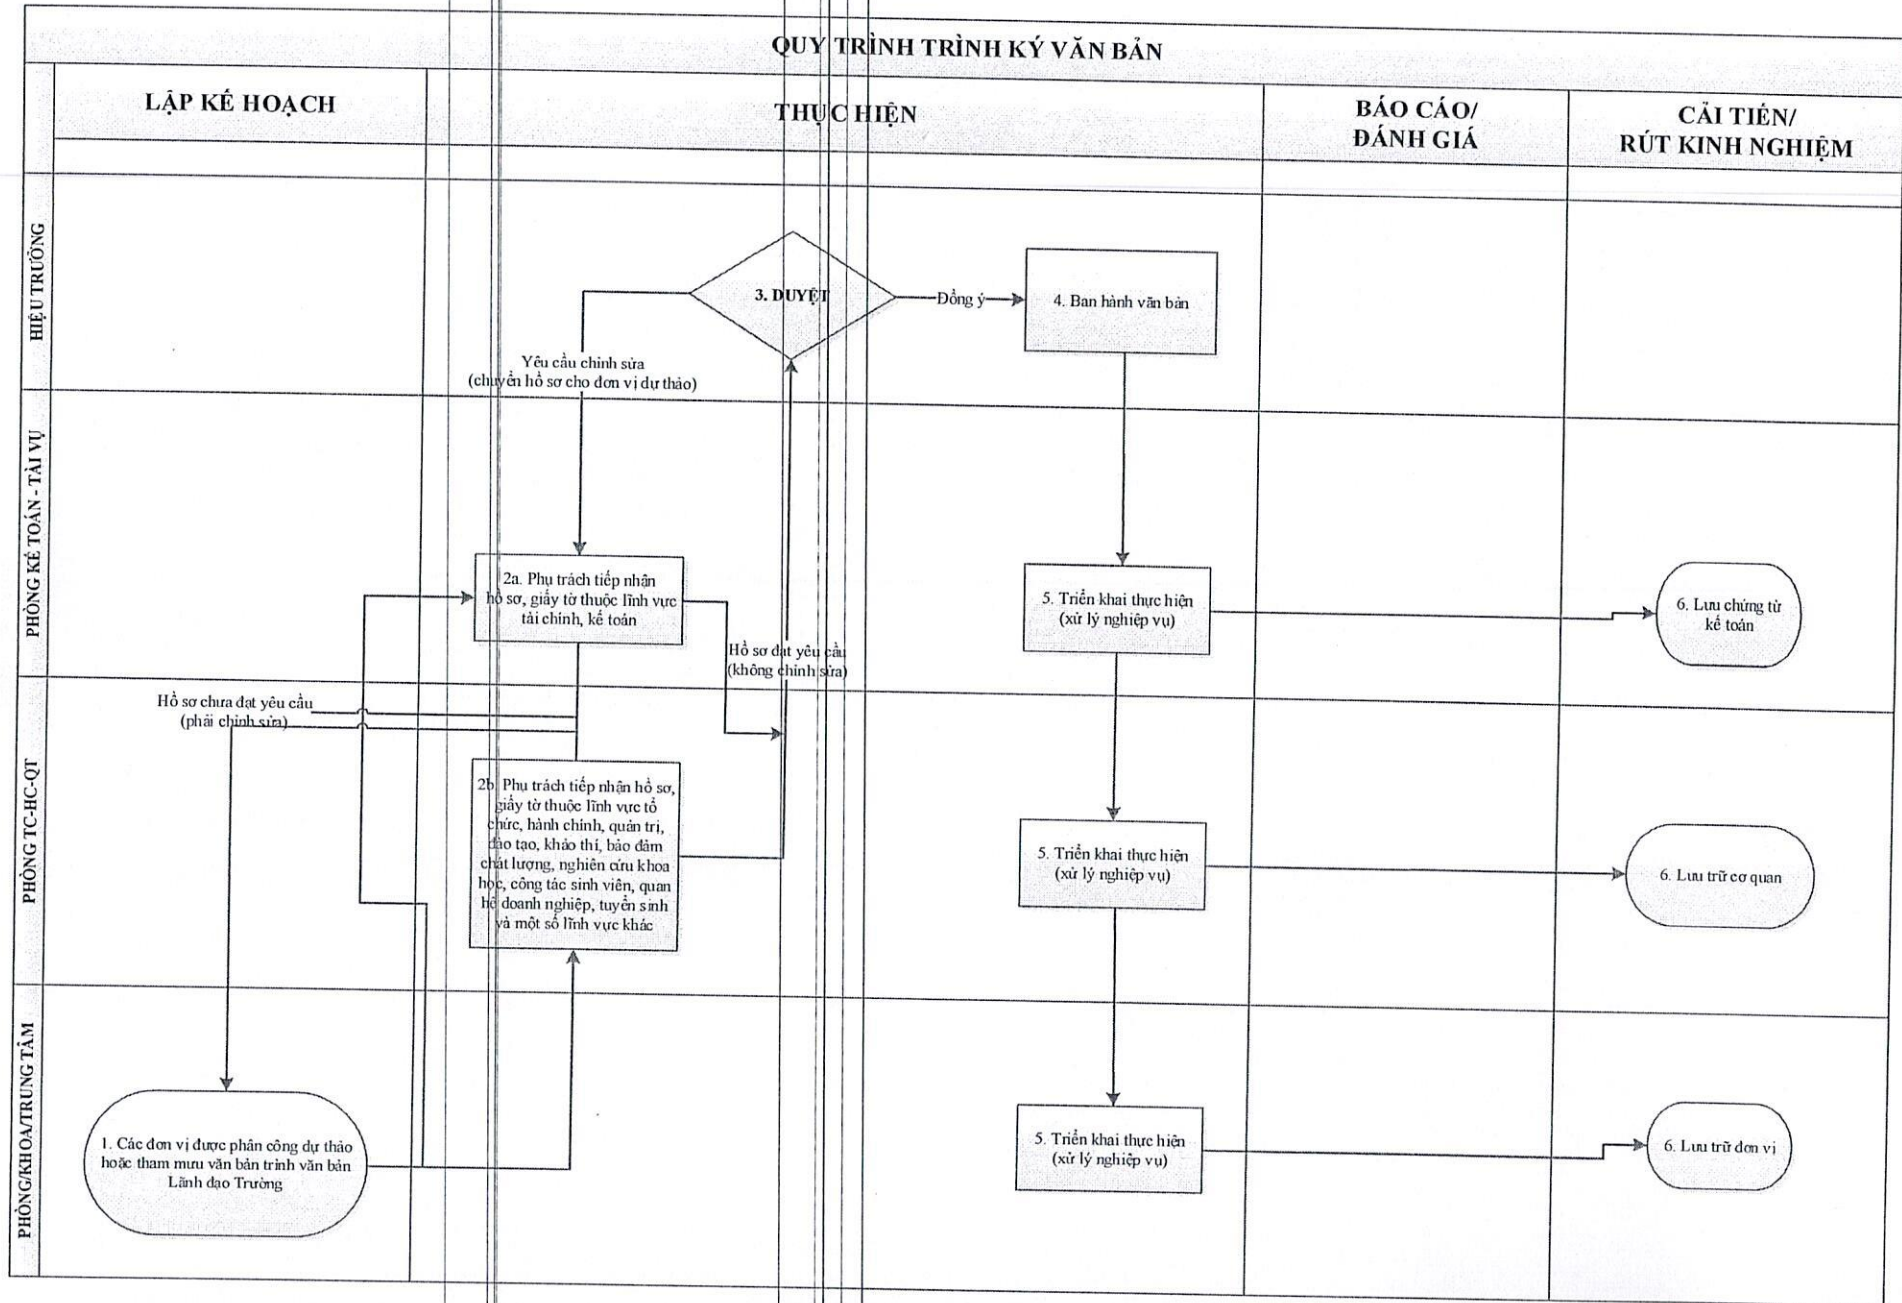 QUY TRÌNH TRÌNH KÝ VĂN BẢN
LẬP KẾ HOẠCH
THỰC HIỆN
BÁO CÁO/
ĐÁNH GIÁ
CẢI TIẾN/
RÚT KINH NGHIỆM
HIỆU TRƯỞNG
3. DUYỆT
Đồng ý
4. Ban hành văn bản
Yêu cầu chỉnh sửa
(chuyển hồ sơ cho đơn vị dự thảo)
PHÒNG KẾ TOÁN - TÀI VỤ
2a. Phụ trách tiếp nhận
hồ sơ, giấy tờ thuộc lĩnh vực
tài chính, kế toán
5. Triển khai thực hiện
(xử lý nghiệp vụ)
6. Lưu chứng từ
kế toán
Hồ sơ đạt yêu cầu
(không chỉnh sửa)
PHÒNG TC-HC-QT
Hồ sơ chưa đạt yêu cầu
(phải chỉnh sửa)
2b. Phụ trách tiếp nhận hồ sơ,
giấy tờ thuộc lĩnh vực tổ
chức, hành chính, quản trị,
đào tạo, khảo thí, bảo đảm
chất lượng, nghiên cứu khoa
học, công tác sinh viên, quan
hệ doanh nghiệp, tuyển sinh
và một số lĩnh vực khác
5. Triển khai thực hiện
(xử lý nghiệp vụ)
6. Lưu trữ cơ quan
PHÒNG/KHOA/TRUNG TÂM
1. Các đơn vị được phân công dự thảo
hoặc tham mưu văn bản trình văn bản
Lãnh đạo Trường
5. Triển khai thực hiện
(xử lý nghiệp vụ)
6. Lưu trữ đơn vị